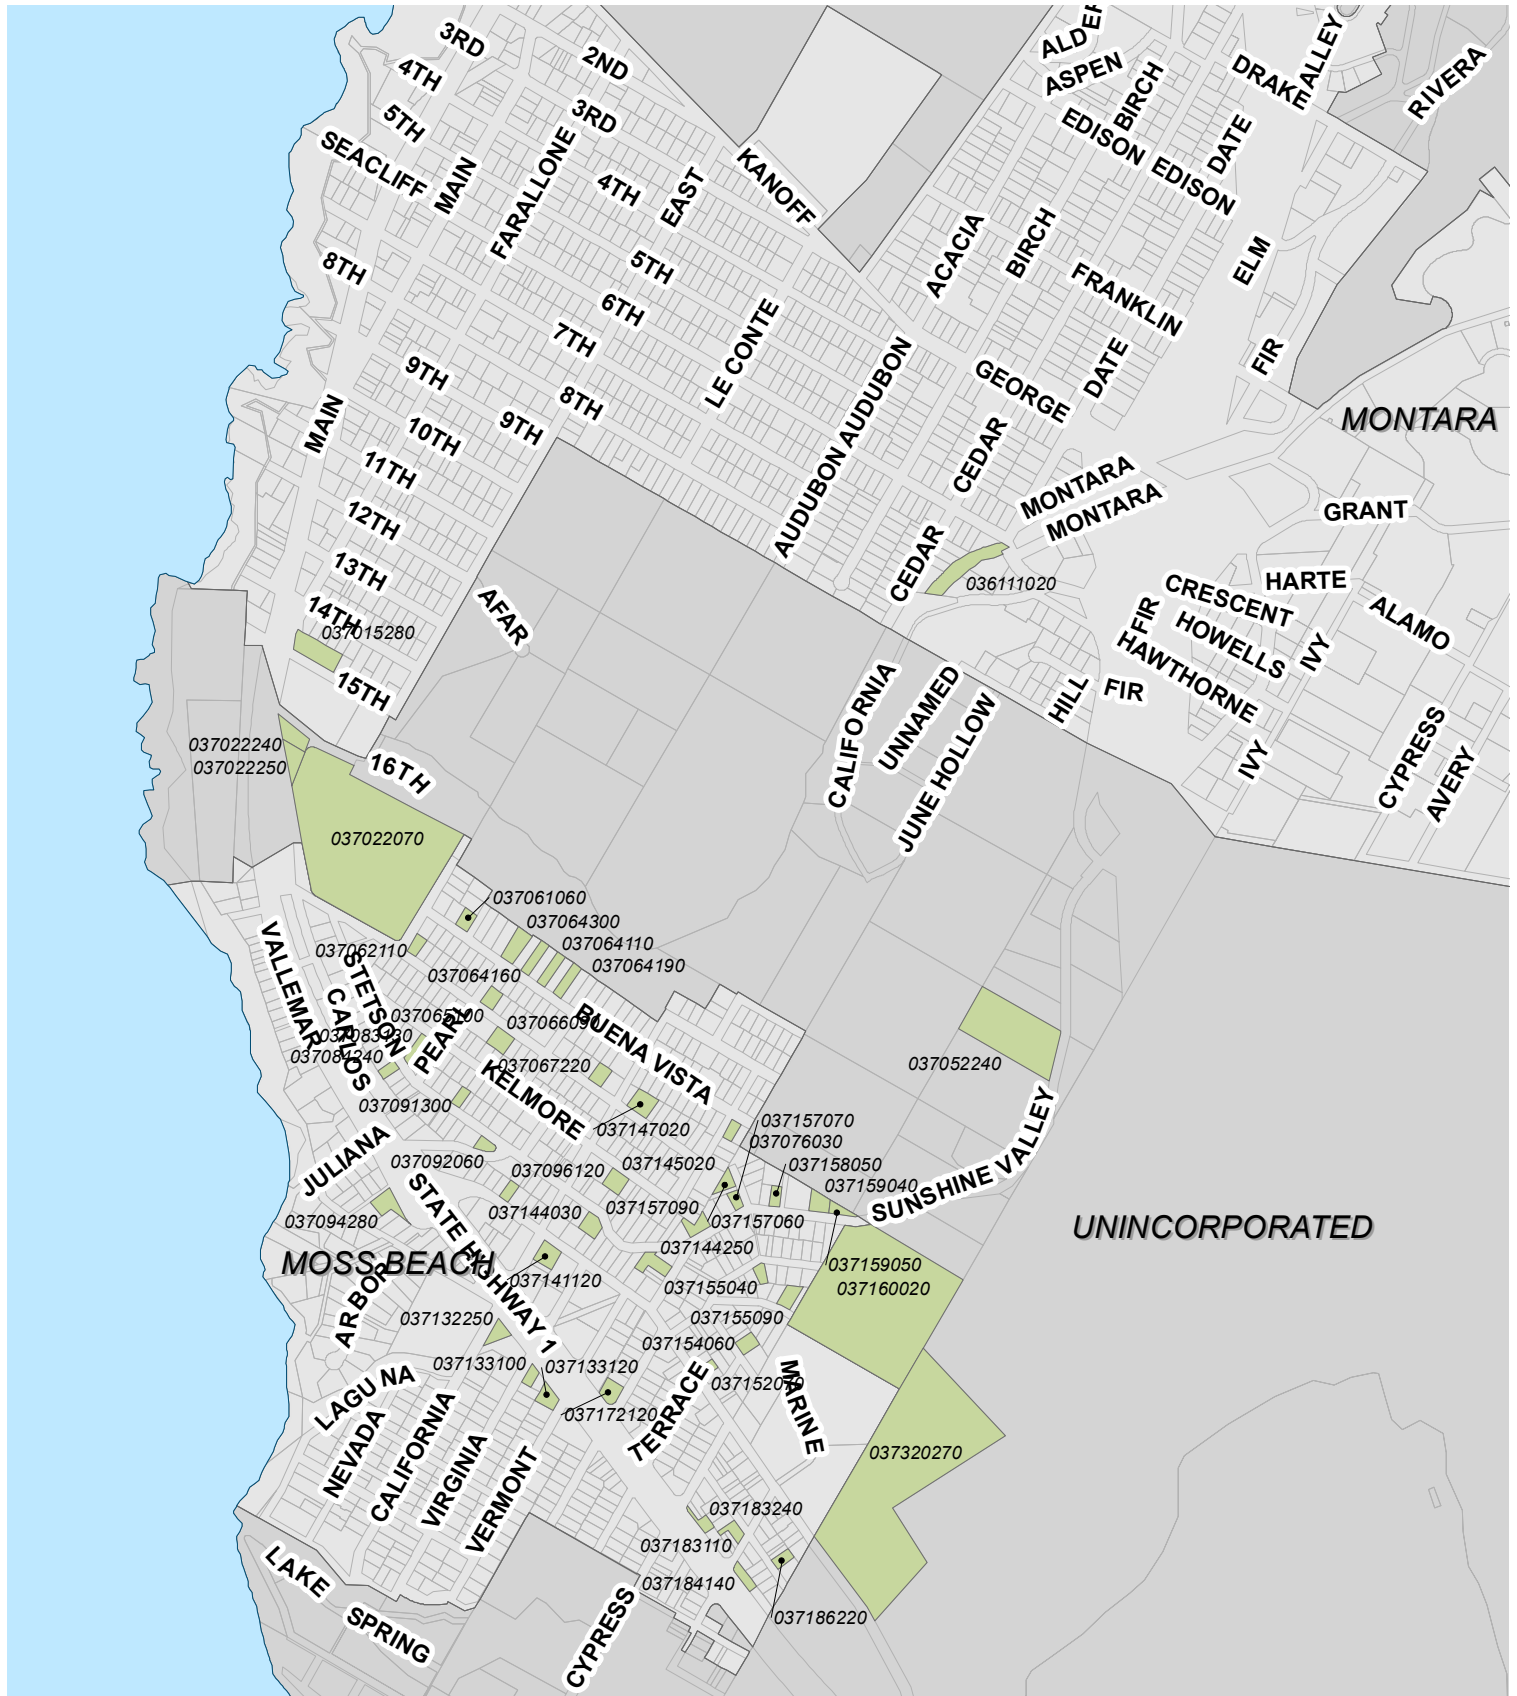 3RD
2ND
4TH
ALDER
ASPEN
ALLEY
DRAKE
RIVERA
BIRCH
5TH
3RD
EDISON
EDISON
DATE
SEACLIFF
MAIN
FARALLONE
4TH
EAST
KANOFF
ACACIA
BIRCH
8TH
5TH
ELM
FRANKLIN
6TH
7TH
LE CONTE
FIR
9TH
8TH
DATE
GEORGE
MONTARA
MAIN
10TH
9TH
AUDUBON
AUDUBON
CEDAR
11TH
MONTARA
MONTARA
12TH
GRANT
13TH
CEDAR
036111020
HARTE
CRESCENT
14TH
037015280
AFAR
FIR
HOWELLS
ALAMO
IVY
HAWTHORNE
15TH
CALIFORNIA
UNNAMED
JUNE HOLLOW
HILL
FIR
037022240
037022250
16TH
IVY
CYPRESS
AVERY
037022070
037061060
037064300
037064110
037064190
037062110
037064160
VALLEMAR
STETSON
CARLOS
037065100
037066090
037083130
037084240
PEARL
BUENA VISTA
037067220
KELMORE
037052240
037091300
037147020
037157070
037076030
037158050
037159040
SUNSHINE VALLEY
JULIANA
037092060
037096120
037145020
037157090
037157060
037094280
STATE HIGHWAY 1
037144030
037144250
UNINCORPORATED
MOSS BEACH
037141120
037159050
037160020
037155040
ARBOR
037132250
037155090
037154060
037133100
037133120
037152070
MARINE
LAGUNA
037172120
TERRACE
NEVADA
CALIFORNIA
VIRGINIA
VERMONT
037320270
037183240
037183110
037184140
037186220
LAKE
SPRING
CYPRESS